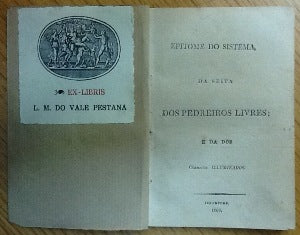 EX-LIBRIS
L. M. DO VALE PESTANA
EPITOME DO SISTEMA,
DA SEITA
DOS PEDREIROS LIVRES;
E DA DOS
ILLUMINADOS